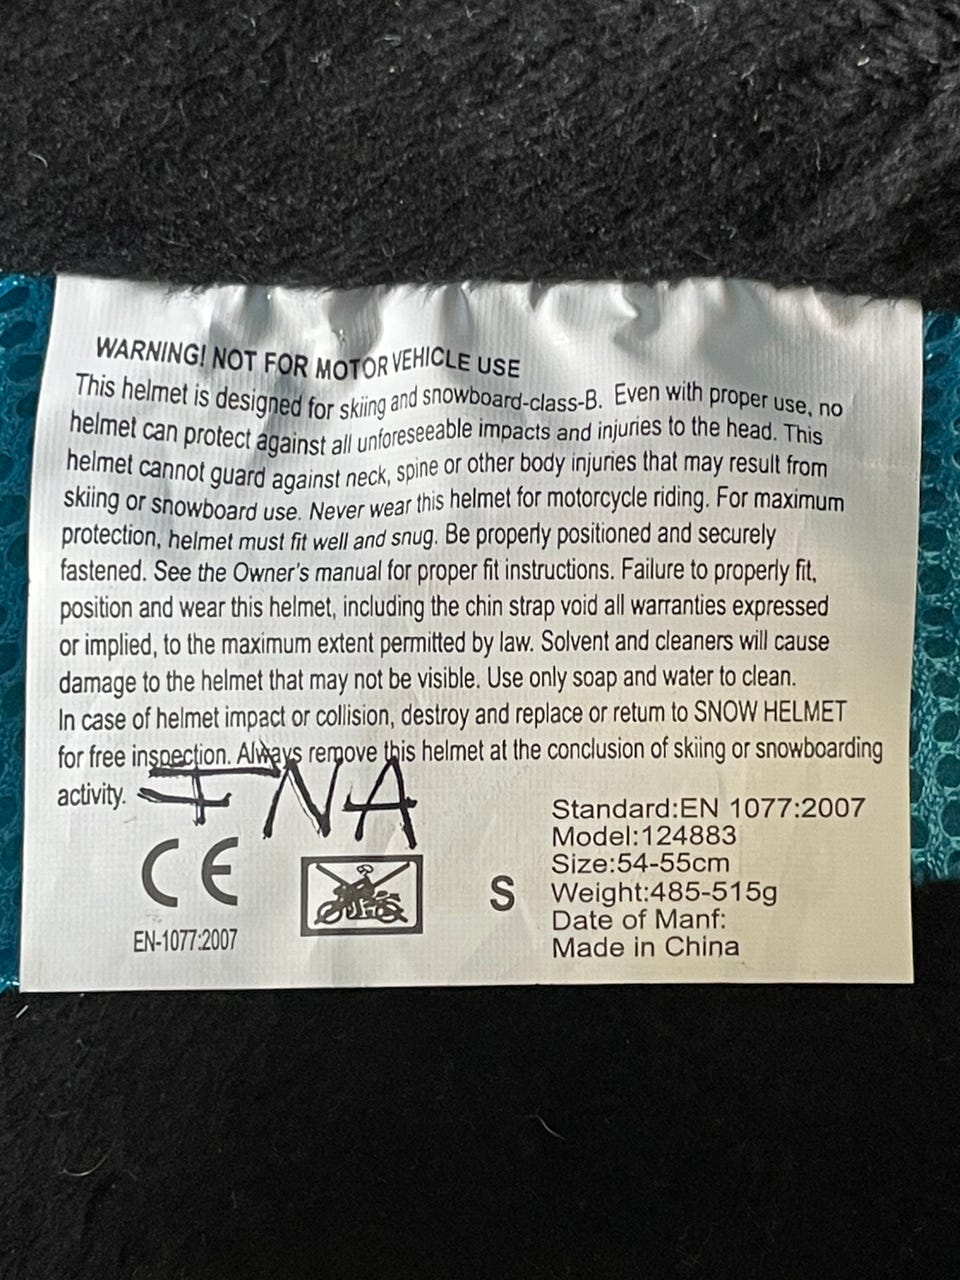 WARNING! NOT FOR MOTOR VEHICLE USE
This helmet is designed for skiing and snowboard-class-B. Even with proper use, no
helmet can protect against all unforeseeable impacts and injuries to the head. This
helmet cannot guard against neck, spine or other body injuries that may result from
skiing or snowboard use. Never wear this helmet for motorcycle riding. For maximum
protection, helmet must fit well and snug. Be properly positioned and securely
fastened. See the Owner's manual for proper fit instructions. Failure to properly fit,
position and wear this helmet, including the chin strap void all warranties expressed
or implied, to the maximum extent permitted by law. Solvent and cleaners will cause
damage to the helmet that may not be visible. Use only soap and water to clean.
In case of helmet impact or collision, destroy and replace or return to SNOW HELMET
for free inspection. Always remove this helmet at the conclusion of skiing or snowboarding
activity.
INA
CE
EN-1077:2007
S
Standard:EN 1077:2007
Model:124883
Size:54-55cm
Weight:485-515g
Date of Manf:
Made in China